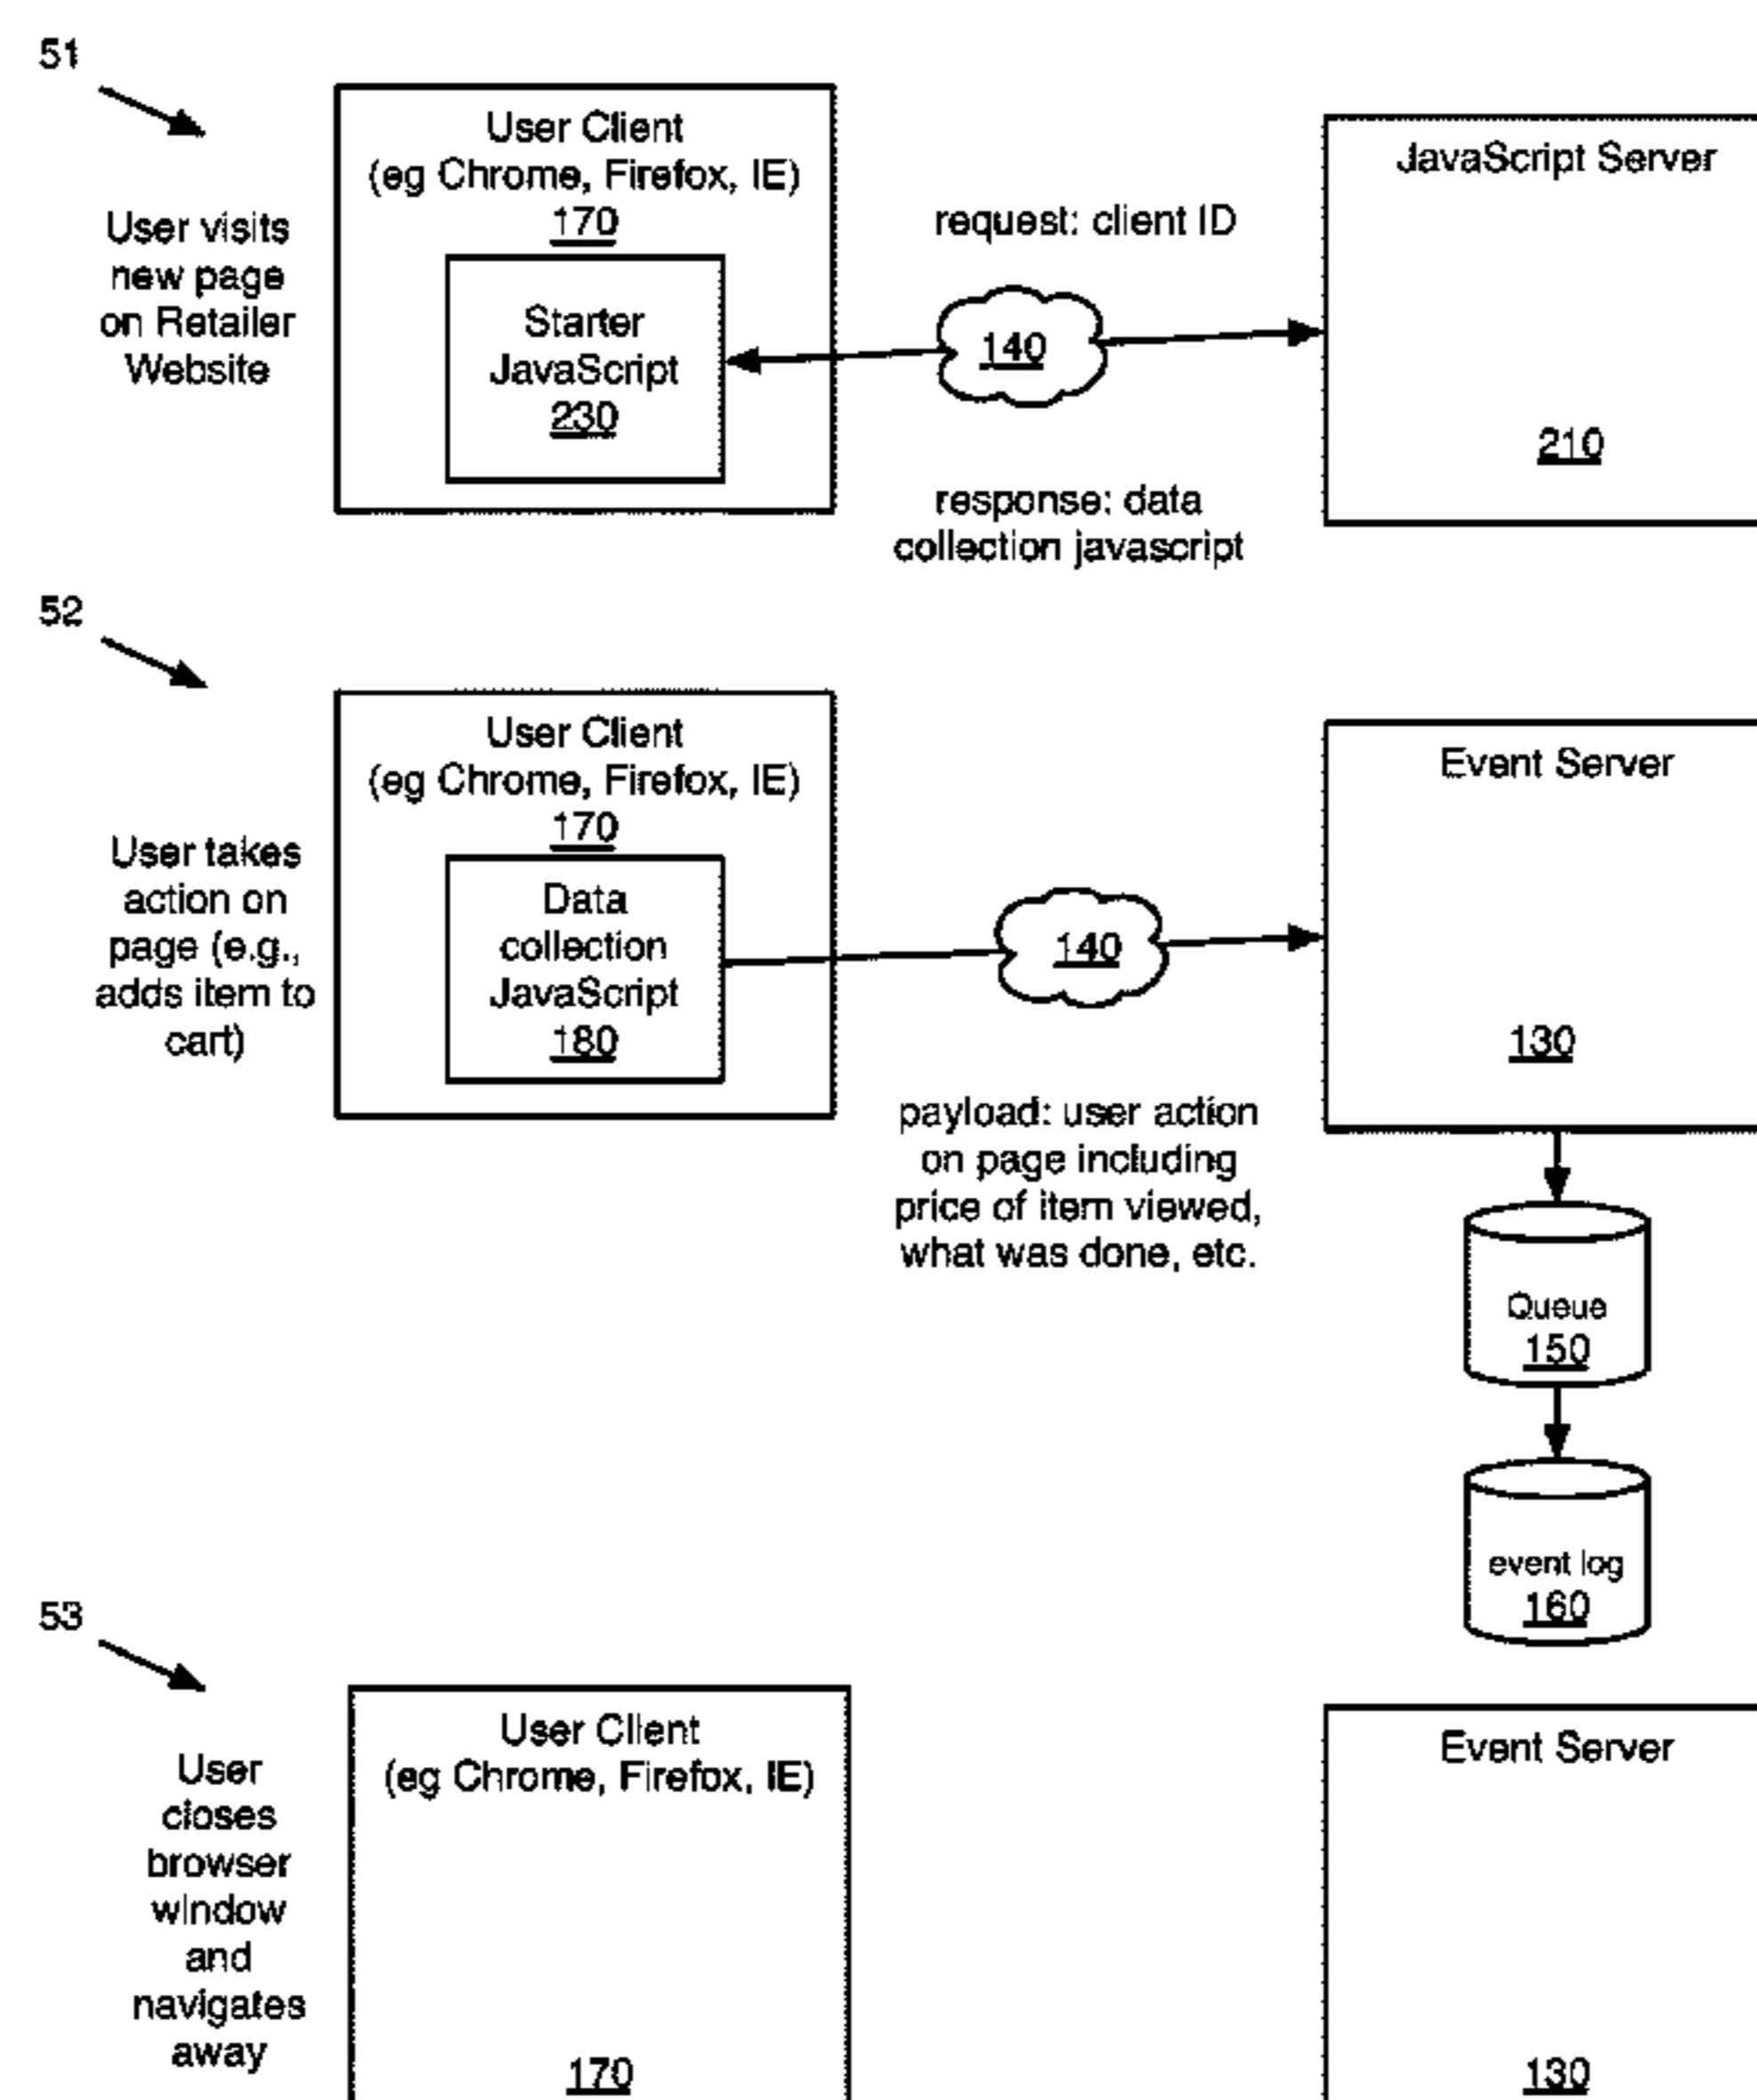 51
User visits
new page
on Retailer
Website
User Client
(eg Chrome, Firefox, IE)
170
Starter
JavaScript
230
request: client ID
140
response: data
collection javascript
JavaScript Server
210
52
User takes
action on
page (e.g.,
adds item to
cart)
User Client
(eg Chrome, Firefox, IE)
170
Data
collection
JavaScript
180
140
payload: user action
on page including
price of item viewed,
what was done, etc.
Event Server
130
Queue
150
event log
160
53
User
closes
browser
window
and
navigates
away
User Client
(eg Chrome, Firefox, IE)
170
Event Server
130